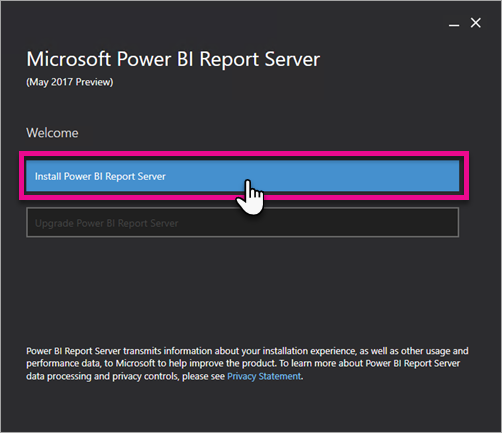 Microsoft Power BI Report Server
(May 2017 Preview)
Welcome
Install Power BI Report Server
Upgrade Power BI Report Server
Power BI Report Server transmits information about your installation experience, as well as other usage and
performance data, to Microsoft to help improve the product. To learn more about Power BI Report Server
data processing and privacy controls, please see Privacy Statement.